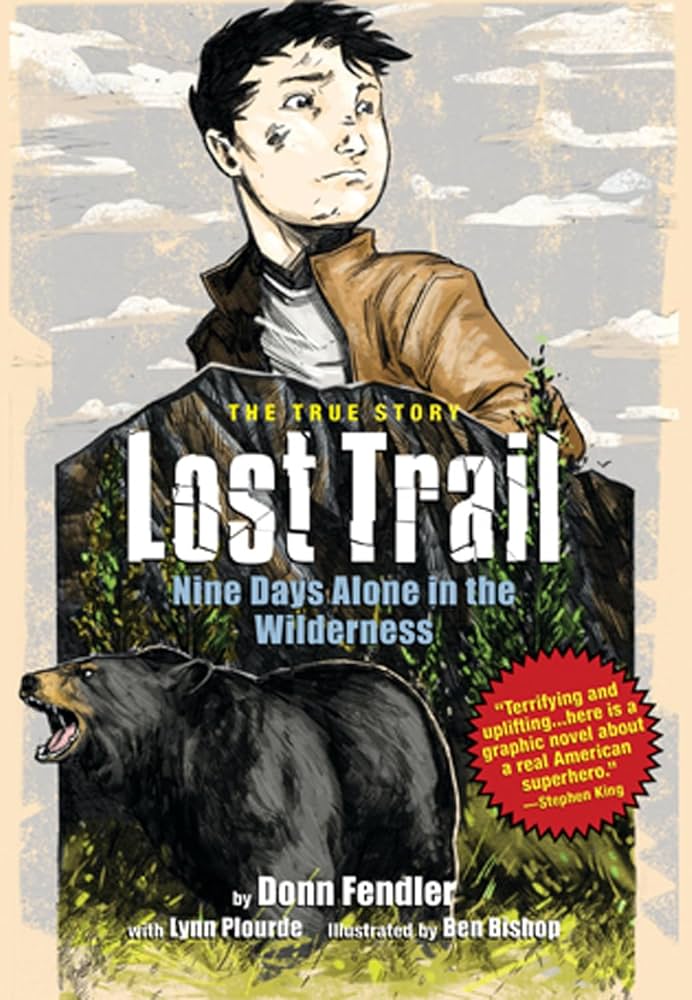 THE TRUE STORY
Lost Trail
Nine Days Alone in the
Wilderness
"Terrifying and
uplifting...here is a
graphic novel about
a real American
superhero."
—Stephen King
by Donn Fendler
with Lynn Plourde Illustrated by Ben Bishop